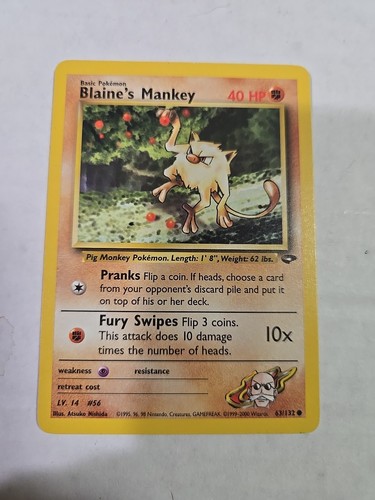 Basic Pokémon
Blaine's Mankey 40 HP
Pig Monkey Pokémon. Length: 1' 8", Weight: 62 lbs.
Pranks Flip a coin. If heads, choose a card
from your opponent's discard pile and put it
on top of his or her deck.
Fury Swipes Flip 3 coins.
This attack does 10 damage
times the number of heads.
10x
weakness resistance
retreat cost
LV. 14 #56
Illus. Atsuko Nishida ©1995, 96, 98 Nintendo, Creatures, GAMEFREAK. ©1999-2000 Wizards. 63/132